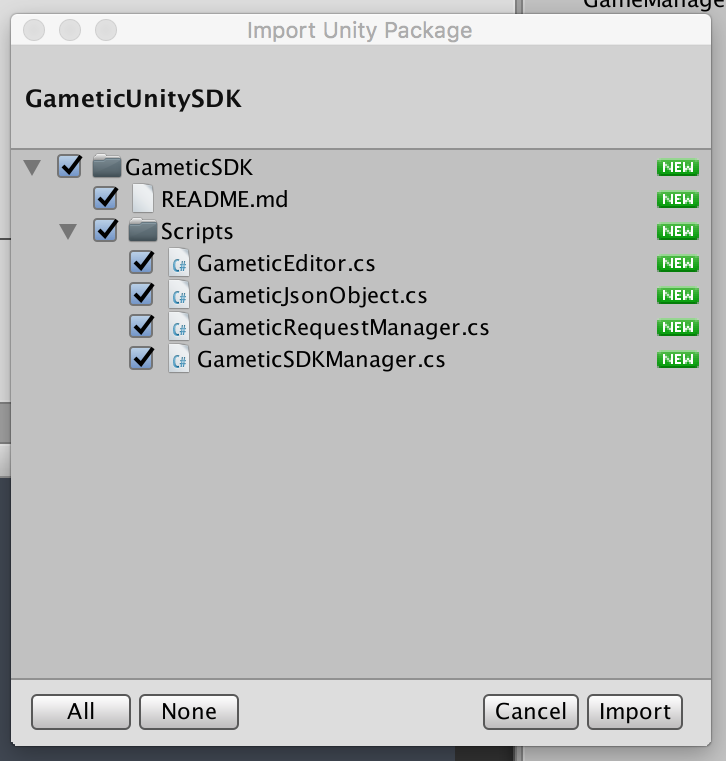 GameManager
Import Unity Package
GameticUnitySDK
GameticSDK NEW
README.md NEW
Scripts NEW
C# GameticEditor.cs NEW
C# GameticJsonObject.cs NEW
C# GameticRequestManager.cs NEW
C# GameticSDKManager.cs NEW
All None Cancel Import